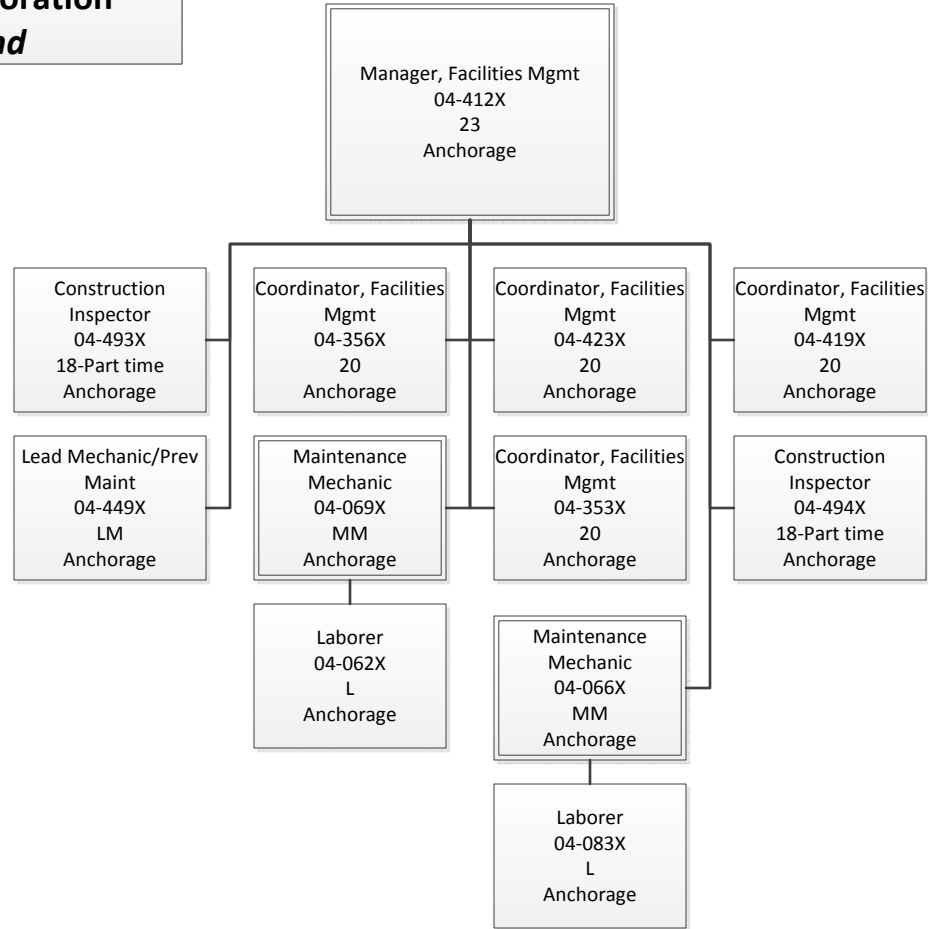 Manager, Facilities Mgmt
04-412X
23
Anchorage
Construction
Inspector
04-493X
18-Part time
Anchorage
Coordinator, Facilities
Mgmt
04-356X
20
Anchorage
Coordinator, Facilities
Mgmt
04-423X
20
Anchorage
Coordinator, Facilities
Mgmt
04-419X
20
Anchorage
Lead Mechanic/Prev
Maint
04-449X
LM
Anchorage
Maintenance
Mechanic
04-069X
MM
Anchorage
Coordinator, Facilities
Mgmt
04-353X
20
Anchorage
Construction
Inspector
04-494X
18-Part time
Anchorage
Laborer
04-062X
L
Anchorage
Maintenance
Mechanic
04-066X
MM
Anchorage
Laborer
04-083X
L
Anchorage